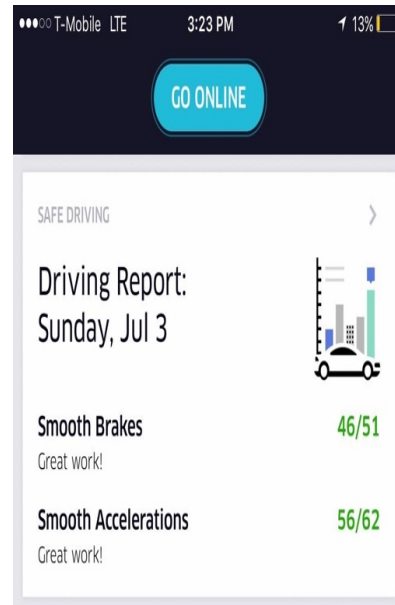 T-Mobile LTE 3:23 PM 13%
GO ONLINE
SAFE DRIVING
Driving Report:
Sunday, Jul 3
Smooth Brakes 46/51
Great work!
Smooth Accelerations 56/62
Great work!